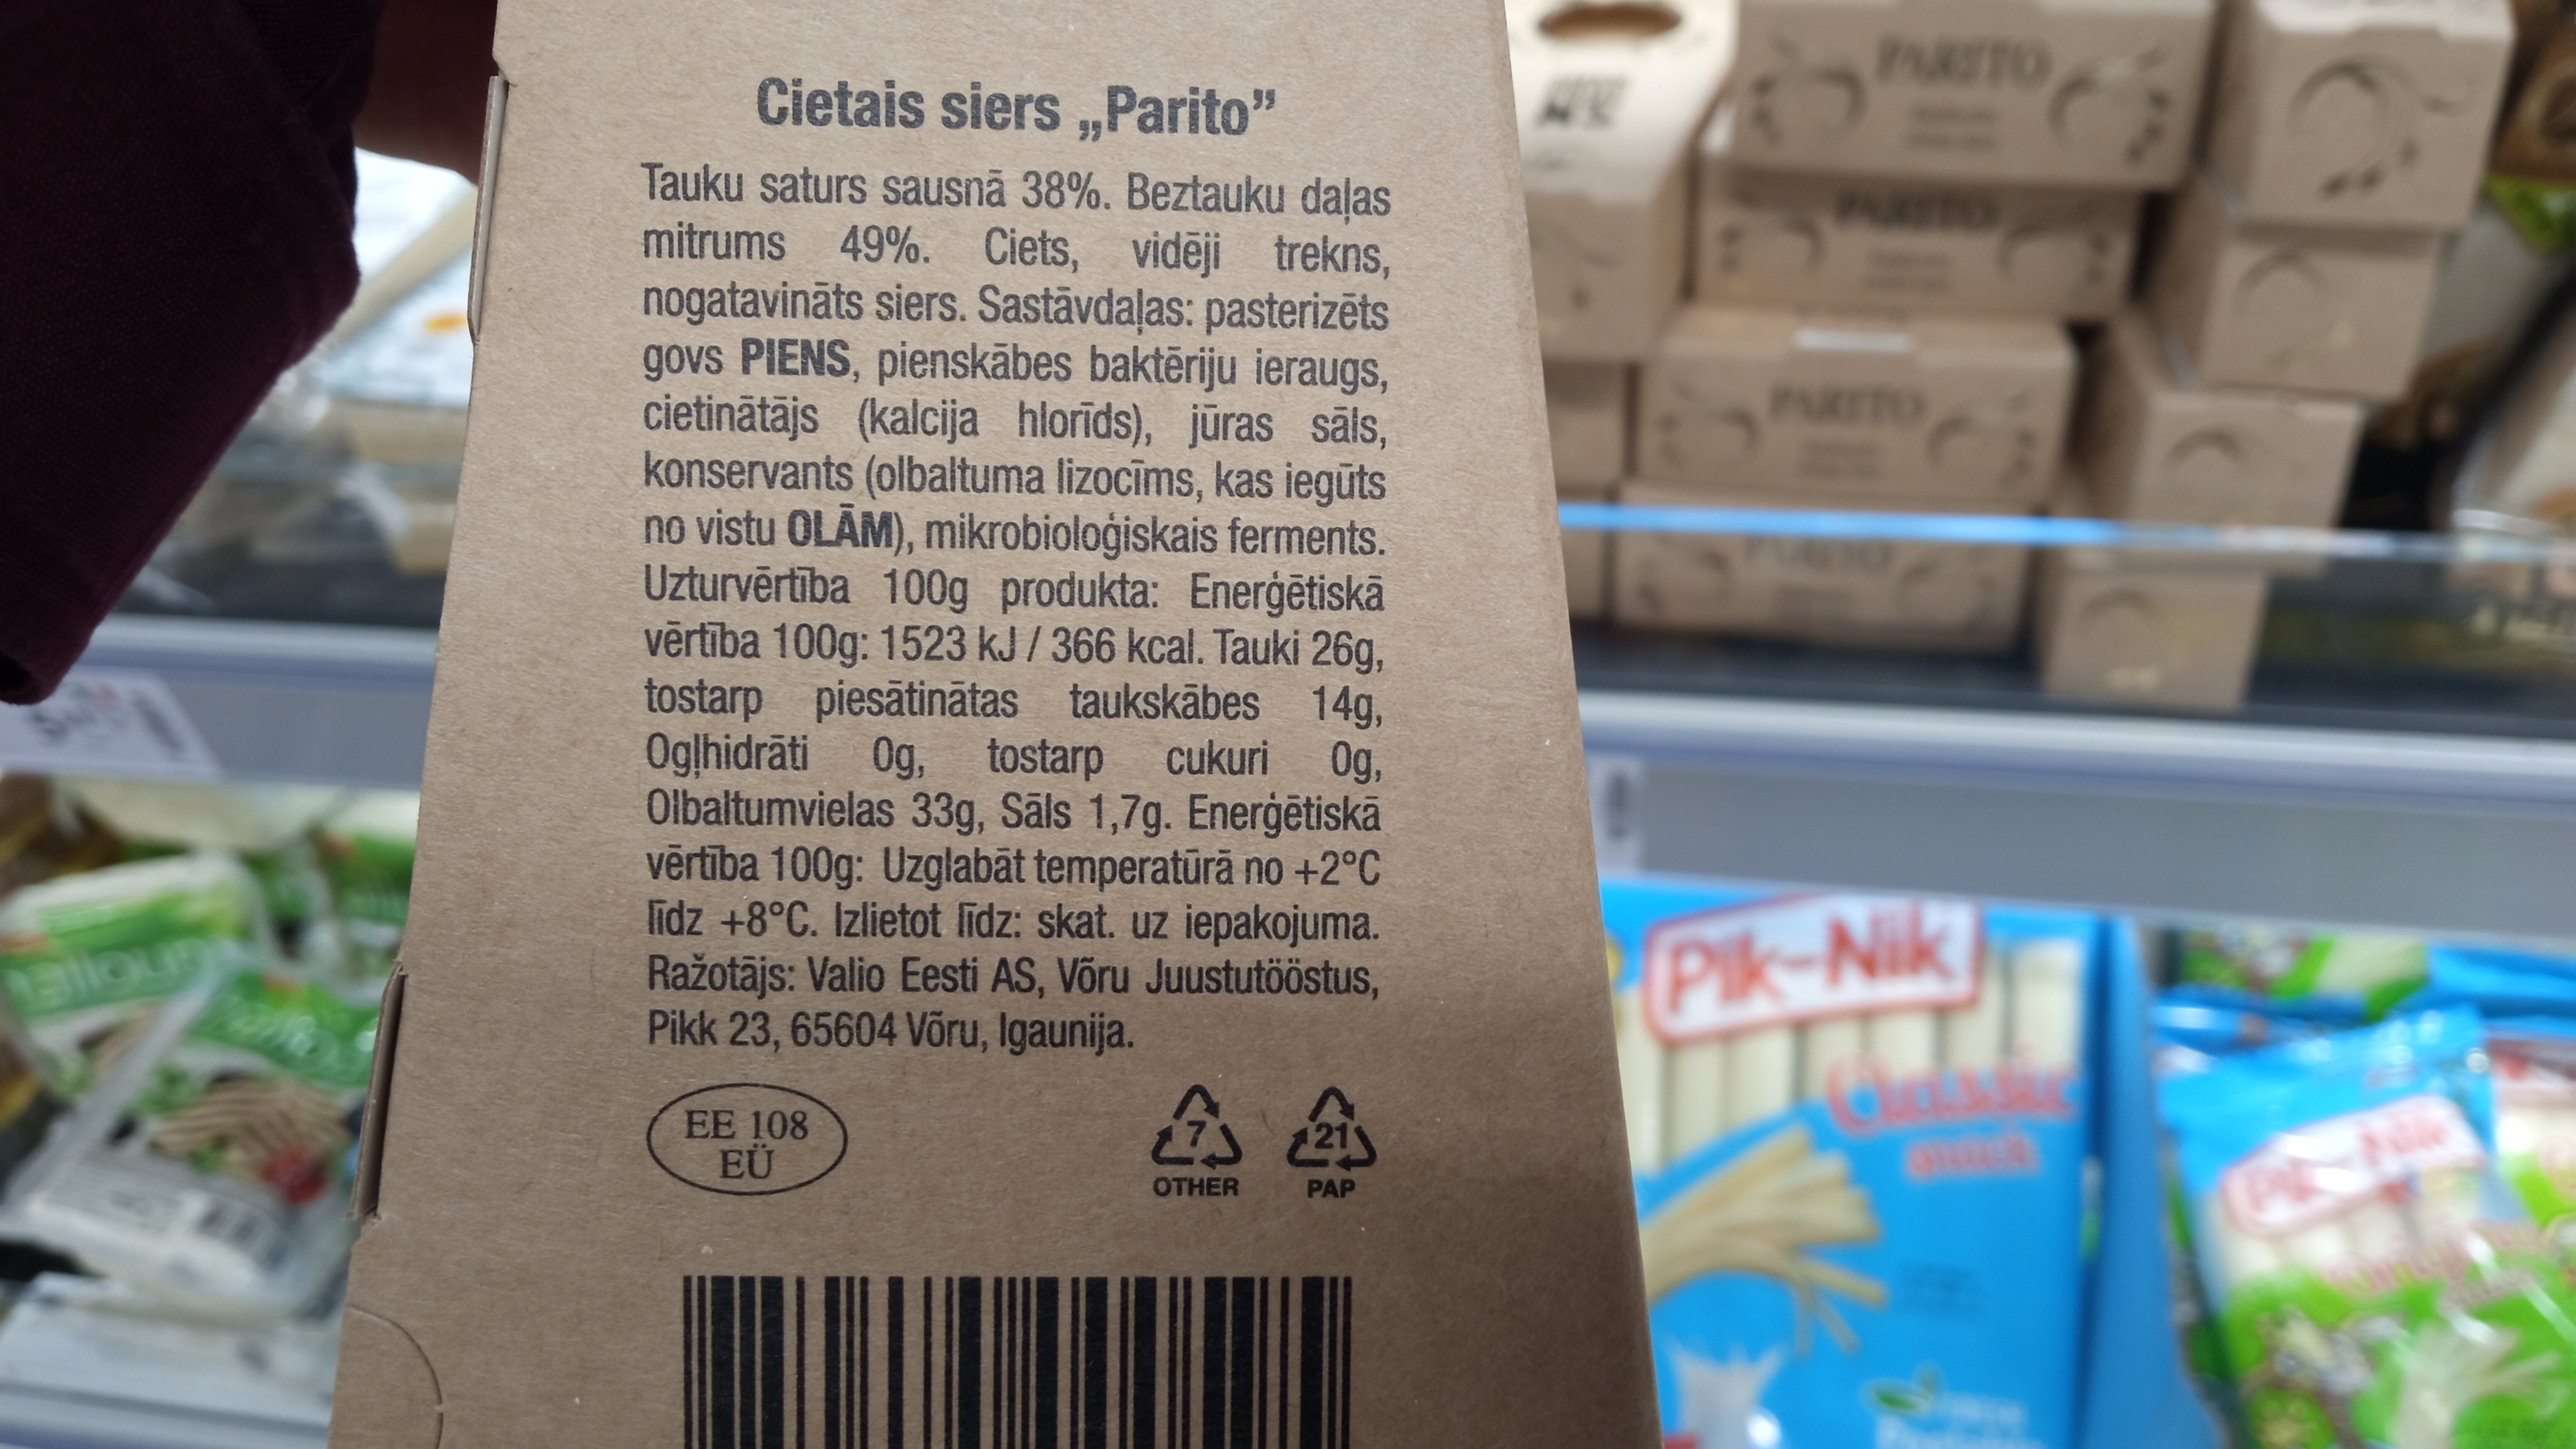 Cietais siers „Parito”
Tauku saturs sausnā 38%. Beztauku daļas
mitrums 49%. Ciets, vidēji trekns,
nogatavināts siers. Sastāvdaļas: pasterizēts
govs PIENS, pienskābes baktēriju ieraugs,
cietinātājs (kalcija hlorīds), jūras sāls,
konservants (olbaltuma lizocīms, kas iegūts
no vistu OLĀM), mikrobioloģiskais ferments.
Uzturvērtība 100g produkta: Enerģētiskā
vērtība 100g: 1523 kJ / 366 kcal. Tauki 26g,
tostarp piesātinātas taukskābes 14g,
Ogļhidrāti 0g, tostarp cukuri 0g,
Olbaltumvielas 33g, Sāls 1,7g. Enerģētiskā
vērtība 100g: Uzglabāt temperatūrā no +2°C
līdz +8°C. Izlietot līdz: skat. uz iepakojuma.
Ražotājs: Valio Eesti AS, Võru Juustutööstus,
Pikk 23, 65604 Võru, Igaunija.
EE 108
EÜ
7
OTHER
21
PAP
PARITO
PARITO
PARITO
PARITO
Pik-Nik
Classic
snack
Pik-Nik